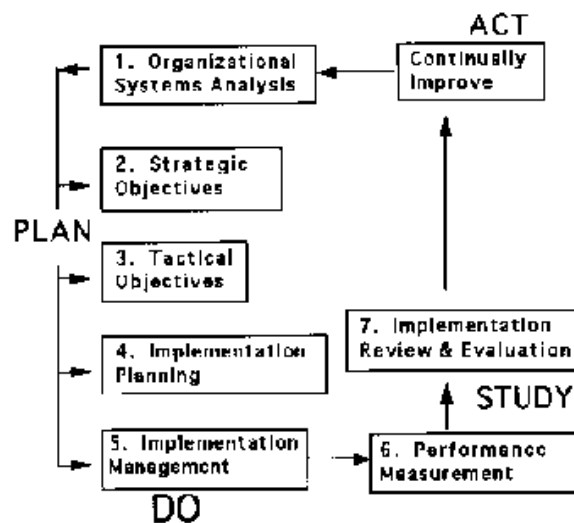 ACT
1. Organizational
Systems Analysis
Continually
Improve
2. Strategic
Objectives
PLAN
3. Tactical
Objectives
4. Implementation
Planning
7. Implementation
Review & Evaluation
STUDY
5. Implementation
Management
6. Performance
Measurement
DO